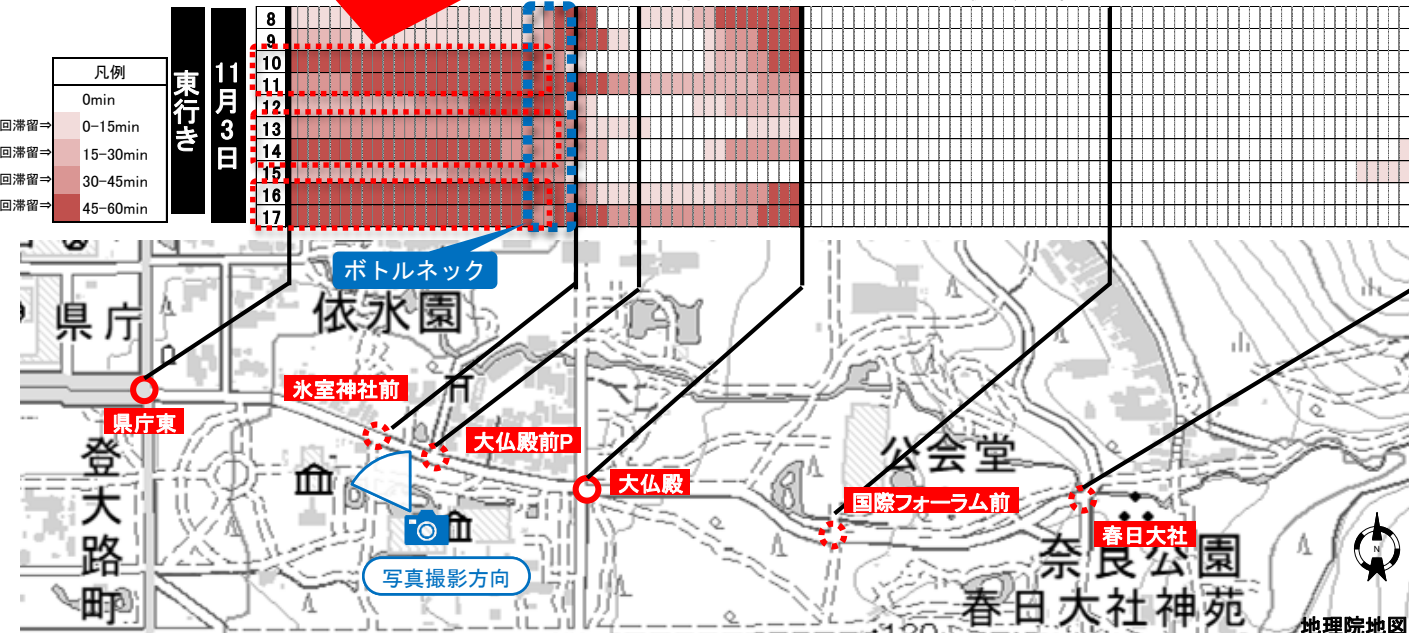 凡例
0min
回滞留⇒ 0-15min
回滞留⇒ 15-30min
回滞留⇒ 30-45min
回滞留⇒ 45-60min
東行き
11月3日
8
9
10
11
12
13
14
15
16
17
ボトルネック
県庁
依水園
氷室神社前
県庁東
大仏殿前P
大仏殿
公会堂
国際フォーラム前
春日大社
登大路町
写真撮影方向
奈良公園
春日大社神苑
N
地理院地図